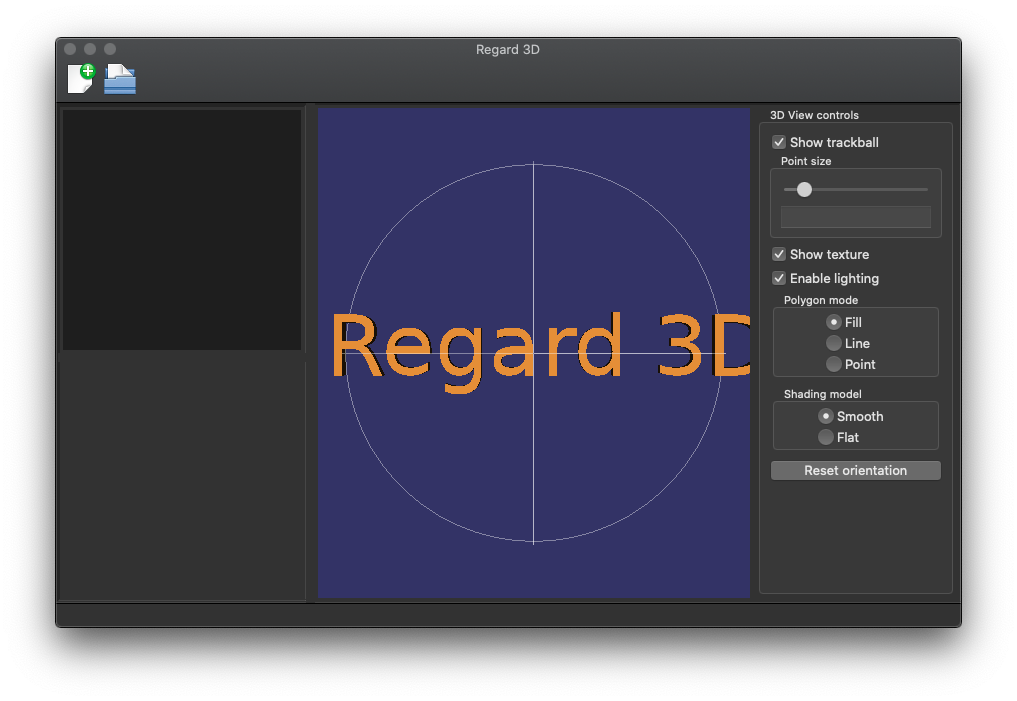 Regard 3D
3D View controls
Show trackball
Point size
Show texture
Enable lighting
Polygon mode
Fill
Line
Point
Shading model
Smooth
Flat
Reset orientation
Regard 3D